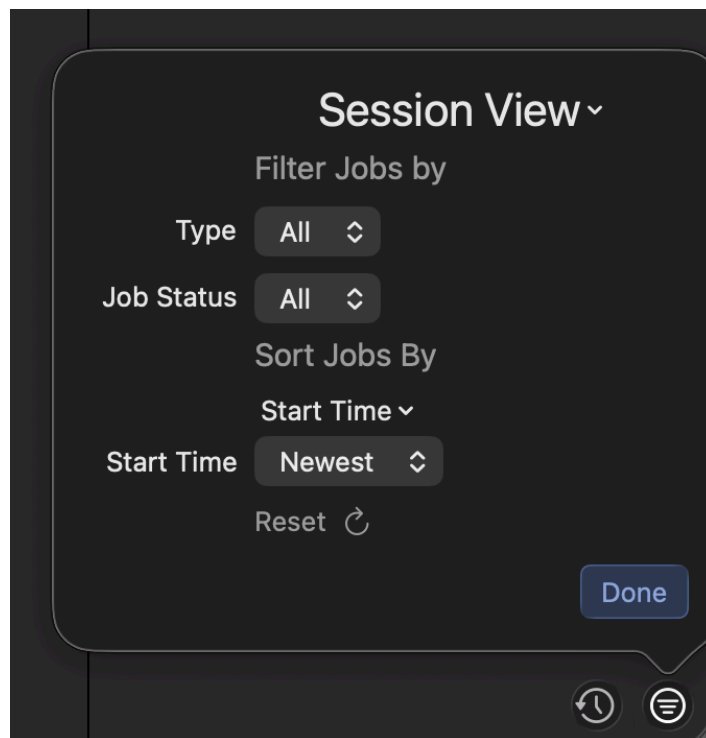 Session View
Filter Jobs by
Type All
Job Status All
Sort Jobs By
Start Time
Start Time Newest
Reset
Done